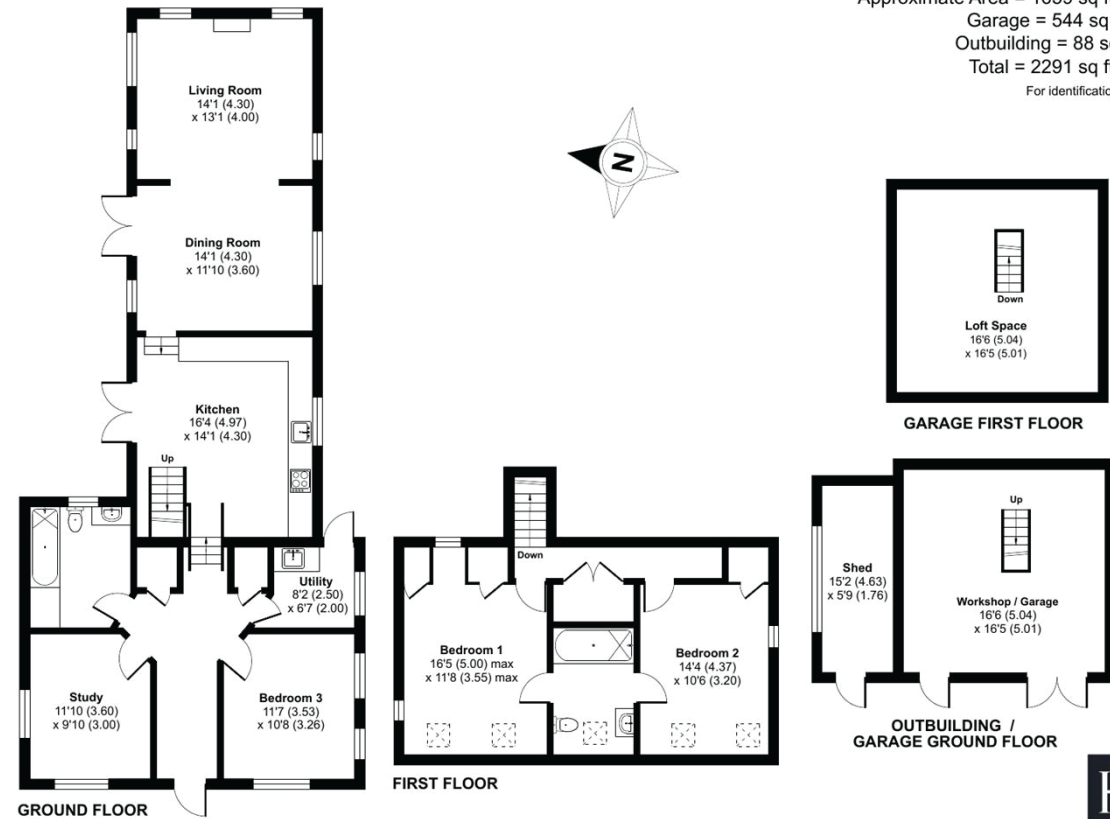 Garage = 544 sq
Outbuilding = 88
Total = 2291 sq
For
Living Room
14'1 (4.30)
x 13'1 (4.00)
Dining Room
14'1 (4.30)
x 11'10 (3.60)
Kitchen
16'4 (4.97)
x 14'1 (4.30)
Up
Utility
8'2 (2.50)
x 6'7 (2.00)
Study
11'10 (3.60)
x 9'10 (3.00)
Bedroom 3
11'7 (3.53)
x 10'8 (3.26)
GROUND FLOOR
N
Down
Bedroom 1
16'5 (5.00) max
x 11'8 (3.55) max
Bedroom 2
14'4 (4.37)
x 10'6 (3.20)
FIRST FLOOR
Down
Loft Space
16'6 (5.04)
x 16'5 (5.01)
GARAGE FIRST FLOOR
Up
Shed
15'2 (4.63)
x 5'9 (1.76)
Workshop / Garage
16'6 (5.04)
x 16'5 (5.01)
OUTBUILDING /
GARAGE GROUND FLOOR